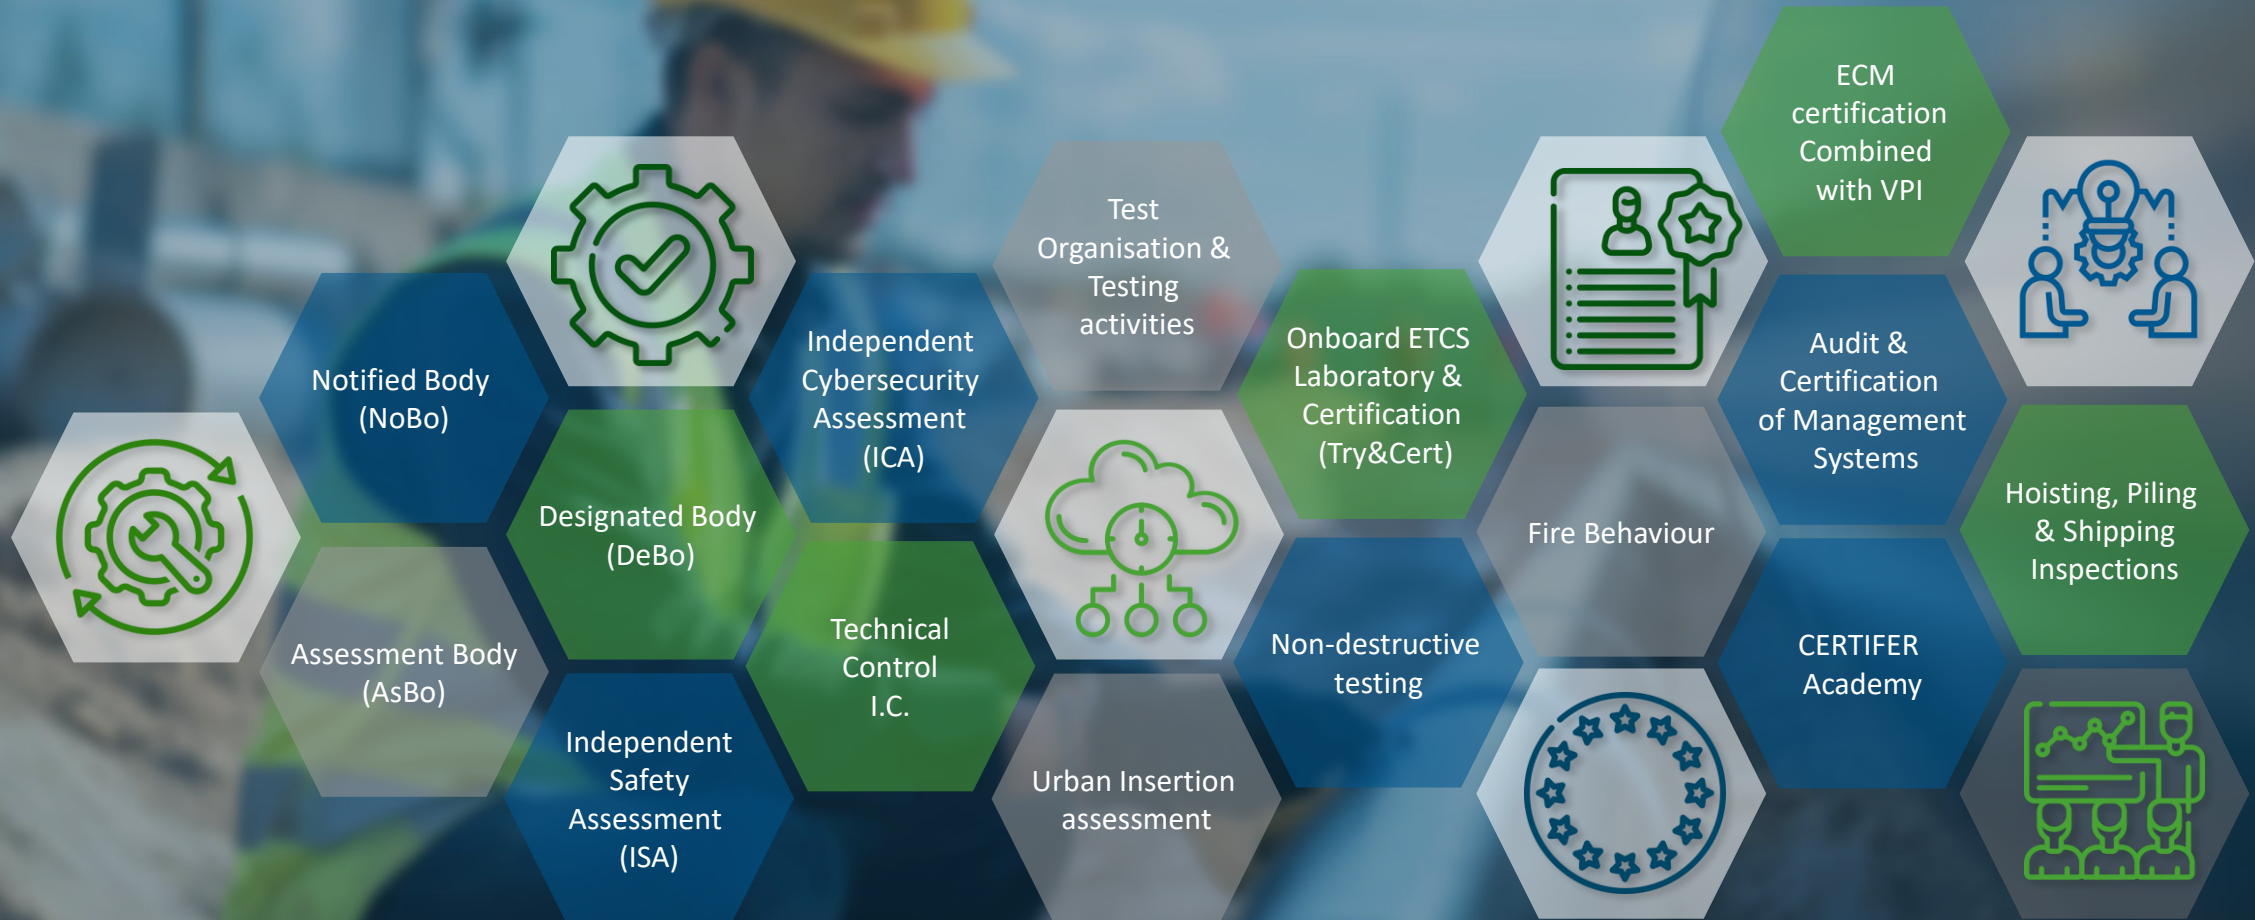 Notified Body
(NoBo)
Assessment Body
(AsBo)
Designated Body
(DeBo)
Independent
Safety
Assessment
(ISA)
Independent
Cybersecurity
Assessment
(ICA)
Technical
Control
I.C.
Test
Organisation &
Testing
activities
Urban Insertion
assessment
Onboard ETCS
Laboratory &
Certification
(Try&Cert)
Non-destructive
testing
Fire Behaviour
ECM
certification
Combined
with VPI
Audit &
Certification
of Management
Systems
CERTIFER
Academy
Hoisting, Piling
& Shipping
Inspections